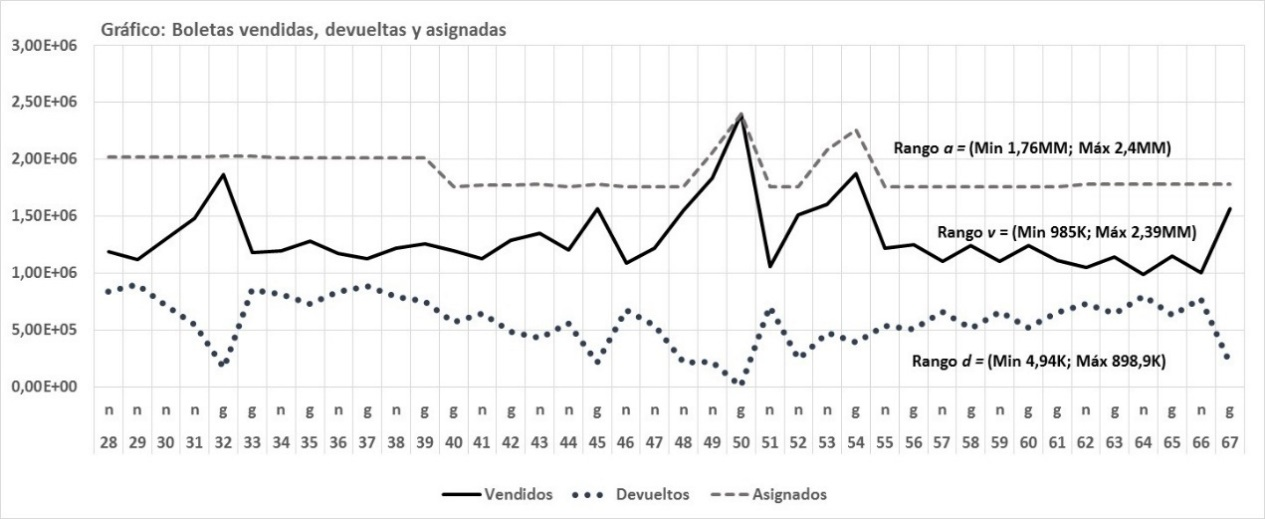 Gráfico: Boletas vendidas, devueltas y asignadas
3,00E+06
2,50E+06
2,00E+06
Rango a = (Min 1,76MM; Máx 2,4MM)
1,50E+06
Rango v = (Min 985K; Máx 2,39MM)
1,00E+06
5,00E+05
Rango d = (Min 4,94K; Máx 898,9K)
0,00E+00
n n n n g g n g n g n g g n g n n g n n n n g n n n g n g n g n g g n g n g n g
28 29 30 31 32 33 34 35 36 37 38 39 40 41 42 43 44 45 46 47 48 49 50 51 52 53 54 55 56 57 58 59 60 61 62 63 64 65 66 67
Vendidos Devueltos Asignados